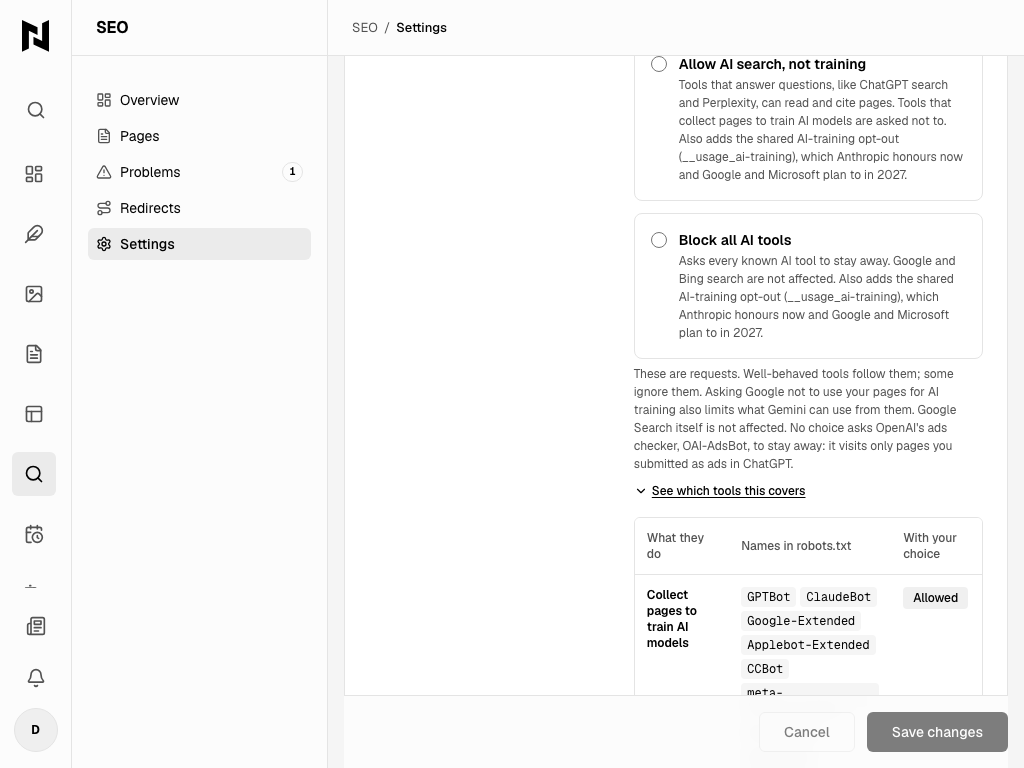 SEO
SEO / Settings
Overview
Pages
Problems 1
Redirects
Settings
D
Allow AI search, not training
Tools that answer questions, like ChatGPT search
and Perplexity, can read and cite pages. Tools that
collect pages to train AI models are asked not to.
Also adds the shared AI-training opt-out
(__usage_ai-training), which Anthropic honours now
and Google and Microsoft plan to in 2027.
Block all AI tools
Asks every known AI tool to stay away. Google and
Bing search are not affected. Also adds the shared
AI-training opt-out (__usage_ai-training), which
Anthropic honours now and Google and Microsoft
plan to in 2027.
These are requests. Well-behaved tools follow them; some
ignore them. Asking Google not to use your pages for AI
training also limits what Gemini can use from them. Google
Search itself is not affected. No choice asks OpenAI's ads
checker, OAI-AdsBot, to stay away: it visits only pages you
submitted as ads in ChatGPT.
See which tools this covers
What they
do
Names in robots.txt
With your
choice
Collect
pages to
train AI
models
GPTBot ClaudeBot
Google-Extended
Applebot-Extended
CCBot
meta-
Allowed
Cancel
Save changes